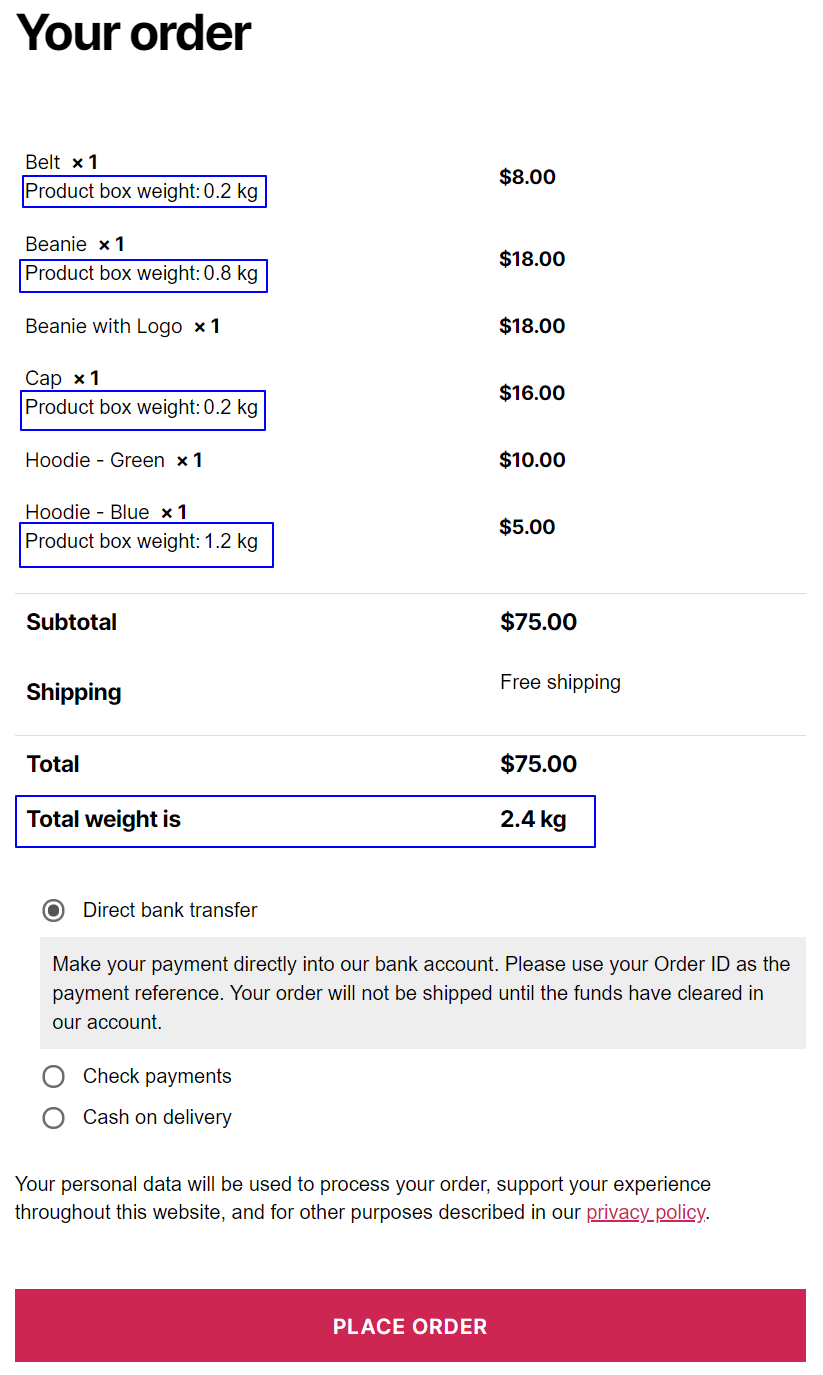 Your order
Belt × 1
Product box weight: 0.2 kg
$8.00
Beanie × 1
Product box weight: 0.8 kg
$18.00
Beanie with Logo × 1
$18.00
Cap × 1
Product box weight: 0.2 kg
$16.00
Hoodie - Green × 1
$10.00
Hoodie - Blue × 1
Product box weight: 1.2 kg
$5.00
Subtotal $75.00
Shipping Free shipping
Total $75.00
Total weight is 2.4 kg
Direct bank transfer
Make your payment directly into our bank account. Please use your Order ID as the
payment reference. Your order will not be shipped until the funds have cleared in
our account.
Check payments
Cash on delivery
Your personal data will be used to process your order, support your experience
throughout this website, and for other purposes described in our privacy policy.
PLACE ORDER